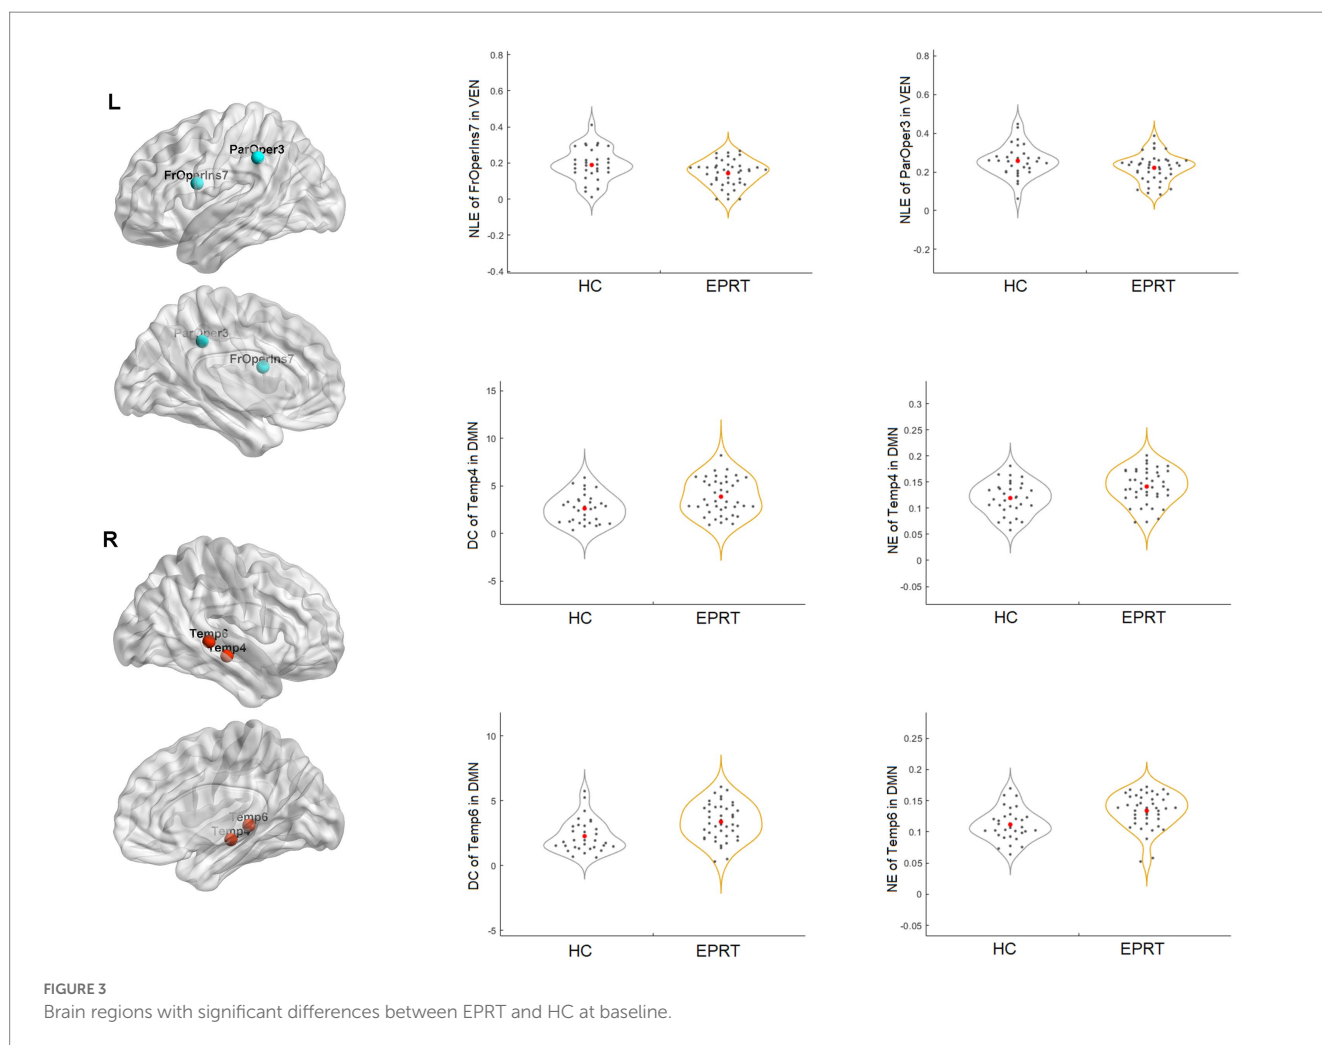 L
ParOper3
FrOperIns7
ParOper3
FrOperIns7
R
Temp6
Temp4
Temp6
Temp4
NLE of FrOperIns7 in VEN
0.8
0.6
0.4
0.2
0
-0.2
-0.4
HC
EPRT
NLE of ParOper3 in VEN
0.8
0.6
0.4
0.2
0
-0.2
HC
EPRT
DC of Temp4 in DMN
15
10
5
0
-5
HC
EPRT
NE of Temp4 in DMN
0.3
0.25
0.2
0.15
0.1
0.05
0
-0.05
HC
EPRT
DC of Temp6 in DMN
10
5
0
-5
HC
EPRT
NE of Temp6 in DMN
0.25
0.2
0.15
0.1
0.05
0
-0.05
HC
EPRT
FIGURE 3
Brain regions with significant differences between EPRT and HC at baseline.